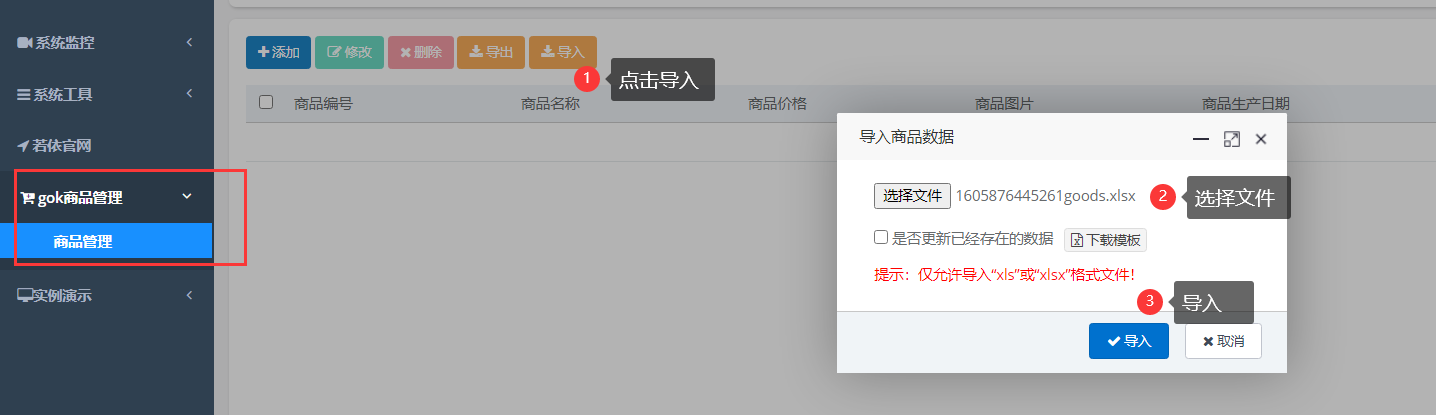 系统监控
系统工具
若依官网
gok商品管理
商品管理
实例演示
添加 修改 删除 导出 导入
1 点击导入
商品编号 商品名称 商品价格 商品图片 商品生产日期
导入商品数据
选择文件 1605876445261goods.xlsx
2 选择文件
是否更新已经存在的数据 下载模板
提示：仅允许导入“xls”或“xlsx”格式文件！
3 导入
导入 取消